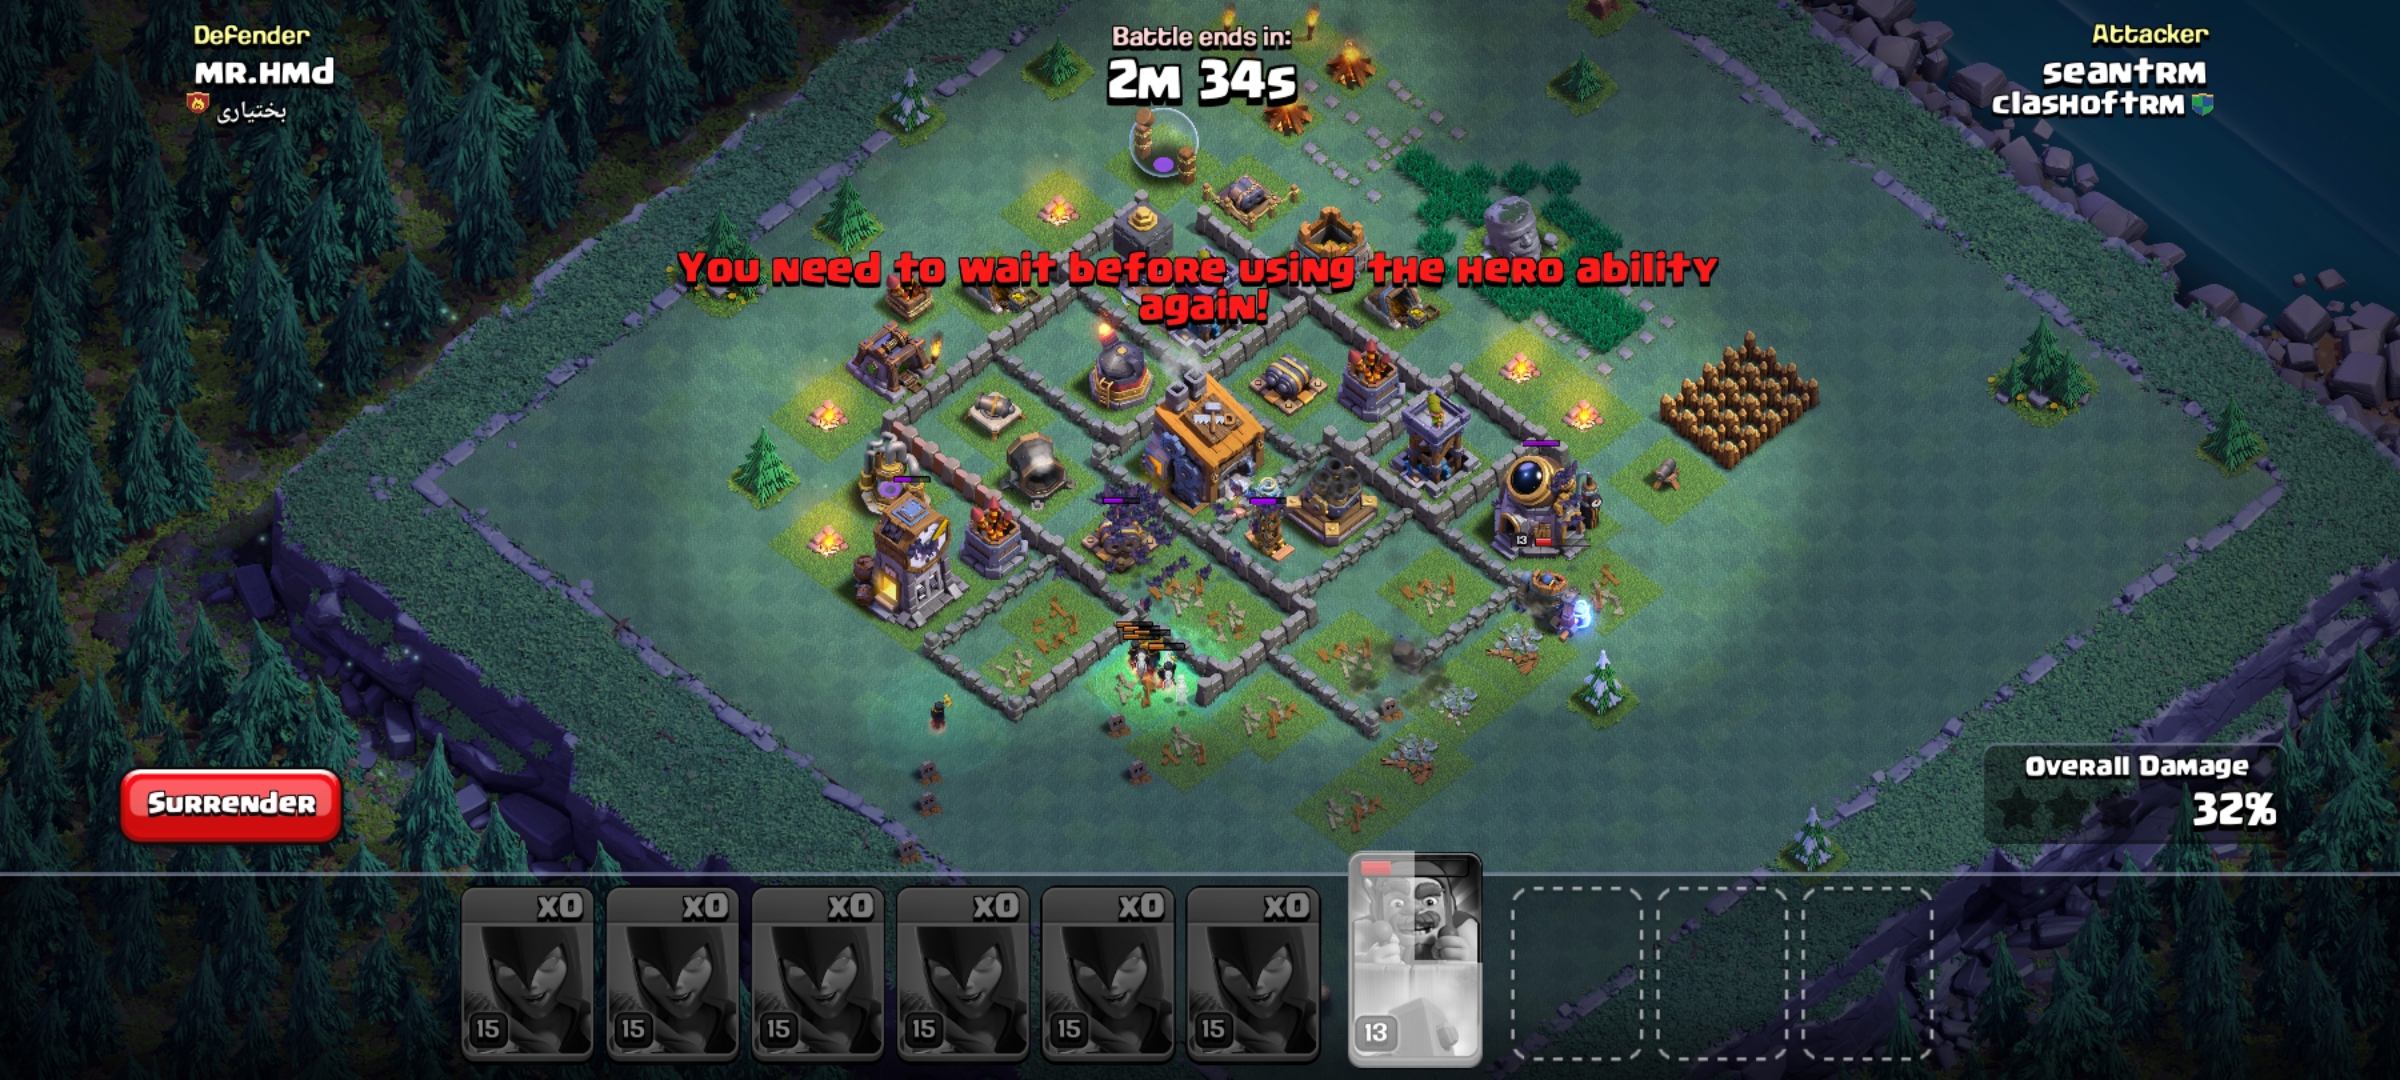 Defender
MR.HMd
بختیاری
Battle ends in:
2M 34s
Attacker
seantRM
clashoftRM
You need to wait before using the Hero ability
again!
13
Surrender
Overall Damage
32%
x0 x0 x0 x0 x0 x0
15 15 15 15 15 15 13